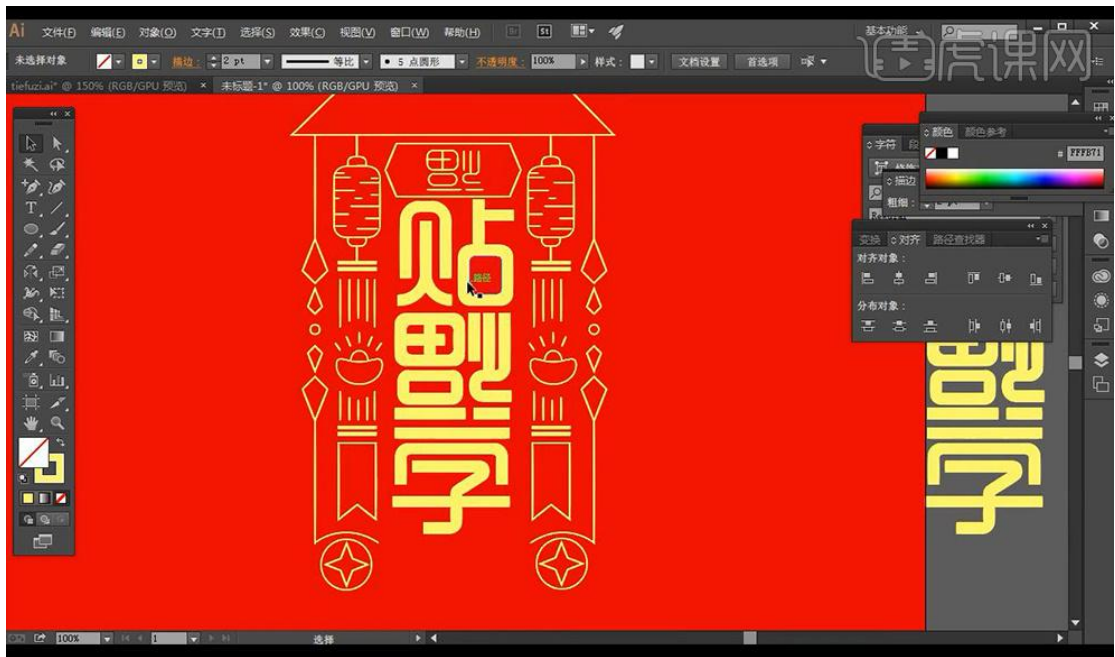 Ai 文件(F) 编辑(E) 对象(O) 文字(T) 选择(S) 效果(C) 视图(V) 窗口(W) 帮助(H) Br St 基本功能
虎课网
未选择对象 描边: 2 pt 等比 5 点圆形 不透明度: 100% 样式: 文档设置 首选项
tiefuzi.ai* @ 150% (RGB/GPU 预览) × 未标题-1* @ 100% (RGB/GPU 预览) ×
颜色 颜色参考
字符 段
# FFFB71
描边
粗细:
变换 对齐 路径查找器
对齐对象:
分布对象:
福
贴
路径
福
字
字
100% 1 选择